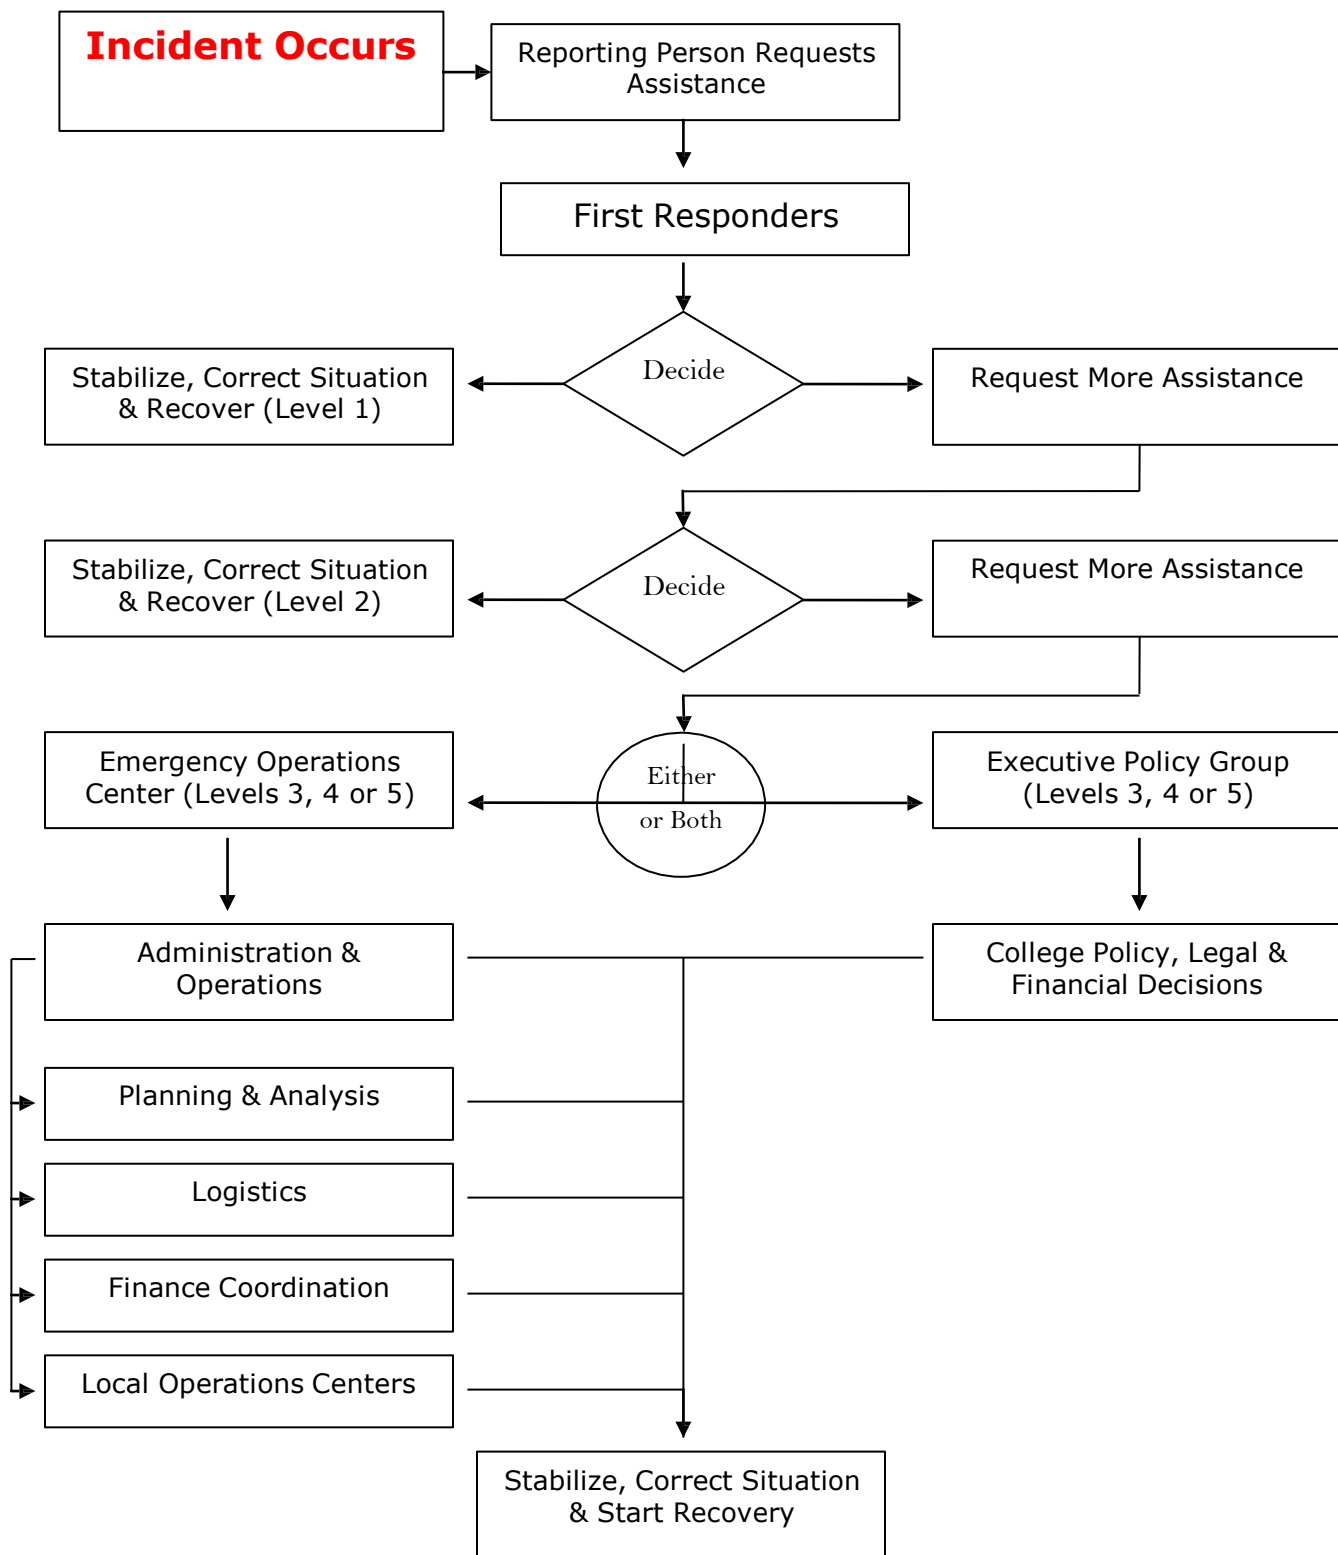 Incident Occurs
Reporting Person Requests
Assistance
First Responders
Decide
Stabilize, Correct Situation
& Recover (Level 1)
Request More Assistance
Decide
Stabilize, Correct Situation
& Recover (Level 2)
Request More Assistance
Either
or Both
Emergency Operations
Center (Levels 3, 4 or 5)
Executive Policy Group
(Levels 3, 4 or 5)
Administration &
Operations
College Policy, Legal &
Financial Decisions
Planning & Analysis
Logistics
Finance Coordination
Local Operations Centers
Stabilize, Correct Situation
& Start Recovery